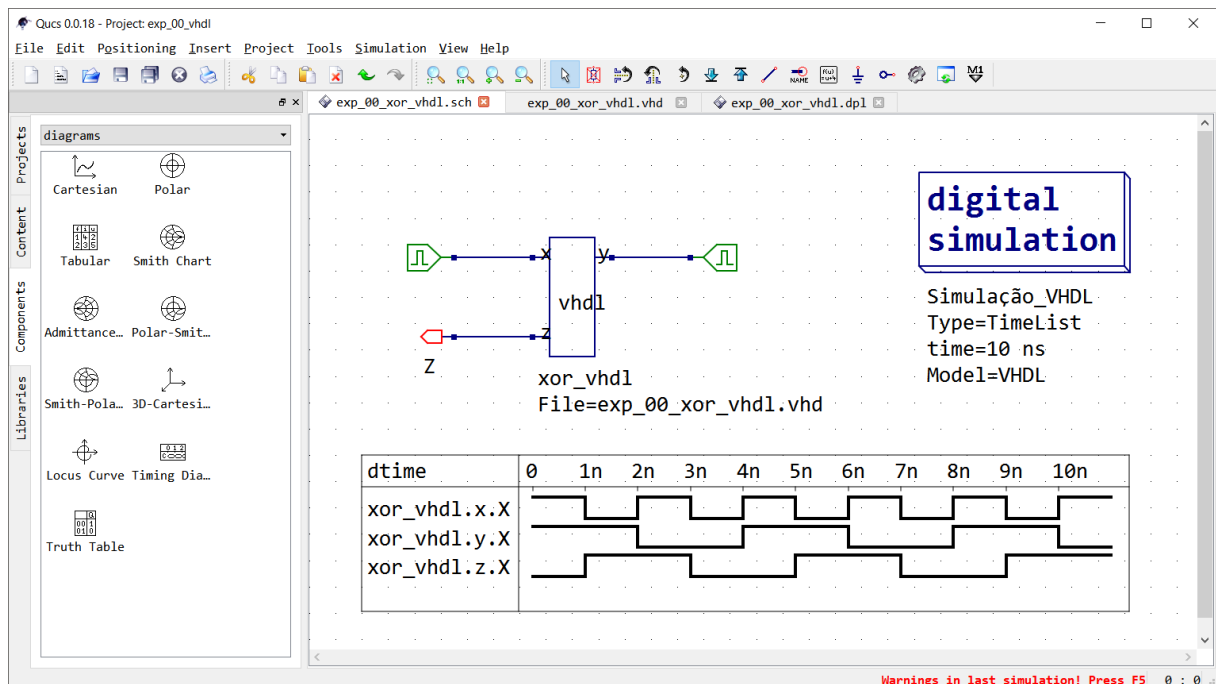 Qucs 0.0.18 - Project: exp_00_vhdl
File Edit Positioning Insert Project Tools Simulation View Help
NAME
M1
exp_00_xor_vhdl.sch
exp_00_xor_vhdl.vhd
exp_00_xor_vhdl.dpl
Projects
Content
Components
Libraries
diagrams
Cartesian Polar
Tabular Smith Chart
Admittance... Polar-Smit...
Smith-Pola... 3D-Cartesi...
Locus Curve Timing Dia...
Truth Table
digital
simulation
Simulação_VHDL
Type=TimeList
time=10 ns
Model=VHDL
x y
vhdl
z
Z
xor_vhdl
File=exp_00_xor_vhdl.vhd
dtime 0 1n 2n 3n 4n 5n 6n 7n 8n 9n 10n
xor_vhdl.x.X
xor_vhdl.y.X
xor_vhdl.z.X
Warnings in last simulation! Press F5 0 : 0